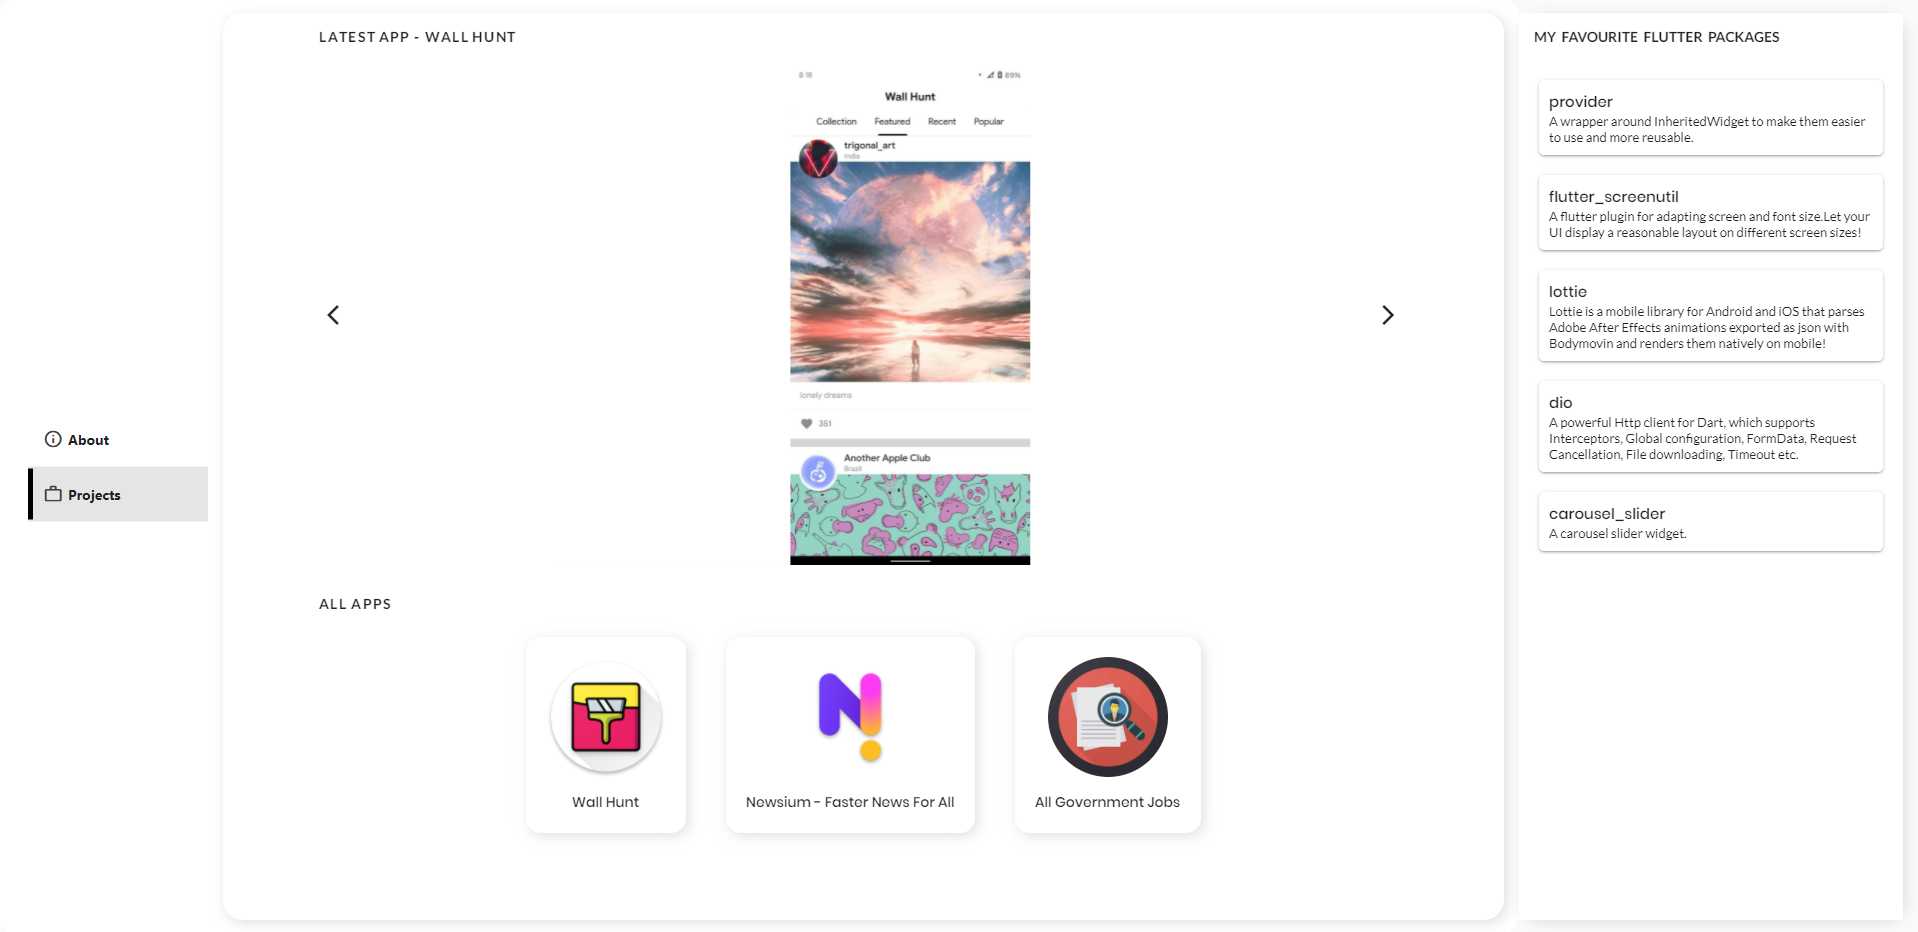 About
Projects
LATEST APP - WALL HUNT
8:18
89%
Wall Hunt
Collection Featured Recent Popular
trigonal_art
India
lonely dreams
351
Another Apple Club
Brazil
ALL APPS
Wall Hunt
Newsium - Faster News For All
All Government Jobs
MY FAVOURITE FLUTTER PACKAGES
provider
A wrapper around InheritedWidget to make them easier
to use and more reusable.
flutter_screenutil
A flutter plugin for adapting screen and font size.Let your
UI display a reasonable layout on different screen sizes!
lottie
Lottie is a mobile library for Android and iOS that parses
Adobe After Effects animations exported as json with
Bodymovin and renders them natively on mobile!
dio
A powerful Http client for Dart, which supports
Interceptors, Global configuration, FormData, Request
Cancellation, File downloading, Timeout etc.
carousel_slider
A carousel slider widget.